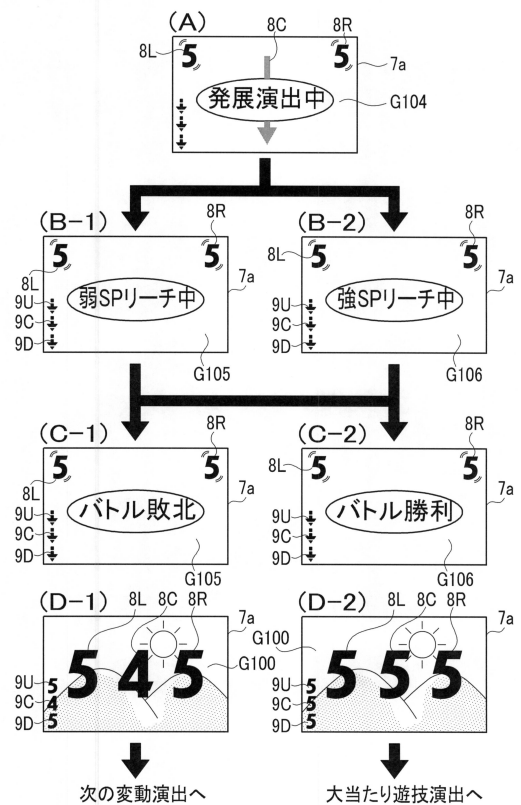 (A)
8C
8R
8L
5
5
7a
発展演出中
G104
(B-1)
8R
5
5
8L
7a
9U
弱SPリーチ中
9C
9D
G105
(B-2)
8R
8L
5
5
7a
9U
強SPリーチ中
9C
9D
G106
(C-1)
8R
5
5
8L
7a
9U
バトル敗北
9C
9D
G105
(C-2)
8R
8L
5
5
7a
9U
バトル勝利
9C
9D
G106
(D-1)
8L
8C
8R
7a
G100
5 4 5
9U 5
9C 4
9D 5
次の変動演出へ
(D-2)
8L
8C
8R
7a
G100
5 5 5
9U 5
9C 5
9D 5
大当たり遊技演出へ